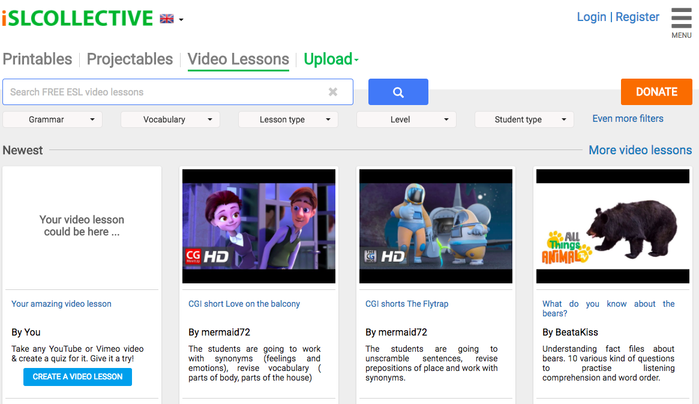 iSLCOLLECTIVE
Login | Register
MENU
Printables | Projectables | Video Lessons | Upload
Search FREE ESL video lessons
DONATE
Grammar Vocabulary Lesson type Level Student type Even more filters
Newest More video lessons
Your video lesson
could be here ...
CG HD
CG HD
All
Things
ANIMAL
Your amazing video lesson
By You
Take any YouTube or Vimeo video
& create a quiz for it. Give it a try!
CREATE A VIDEO LESSON
CGI short Love on the balcony
By mermaid72
The students are going to work
with synonyms (feelings and
emotions), revise vocabulary (
parts of body, parts of the house)
CGI shorts The Flytrap
By mermaid72
The students are going to
unscramble sentences, revise
prepositions of place and work with
synonyms.
What do you know about the
bears?
By BeataKiss
Understanding fact files about
bears. 10 various kind of questions
to practise listening
comprehension and word order.